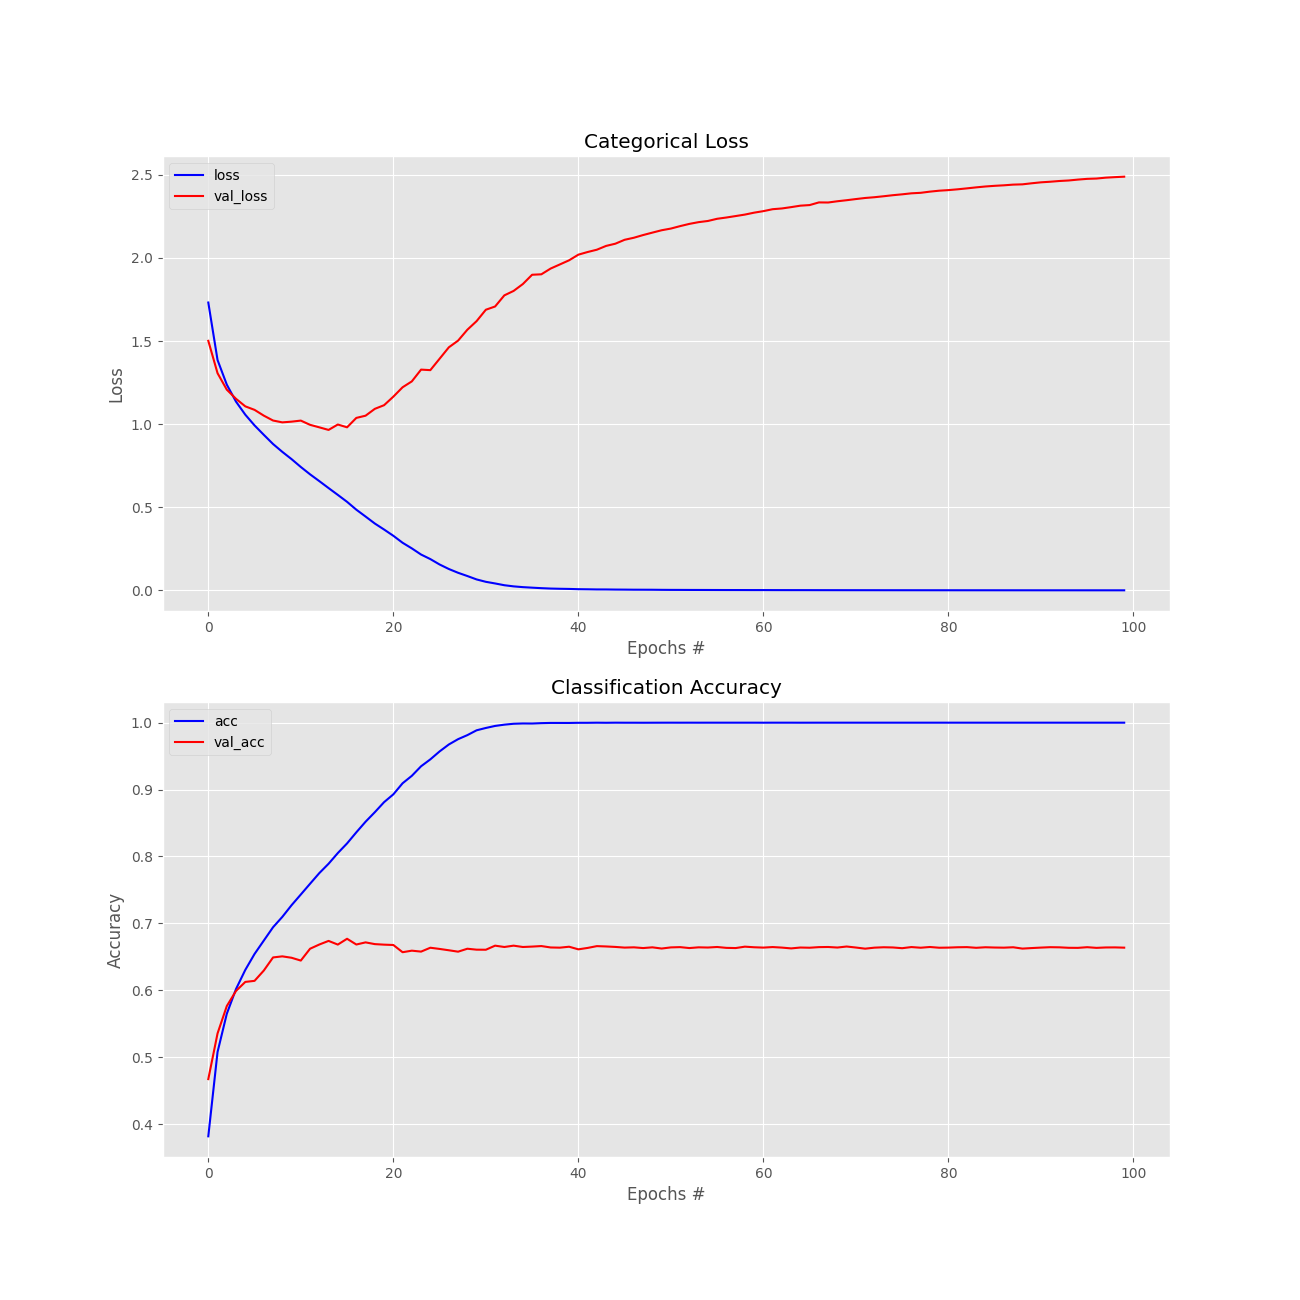 Categorical Loss
loss
val_loss
2.5
2.0
1.5
1.0
0.5
0.0
Loss
0 20 40 60 80 100
Epochs #
Classification Accuracy
acc
val_acc
1.0
0.9
0.8
0.7
0.6
0.5
0.4
Accuracy
0 20 40 60 80 100
Epochs #